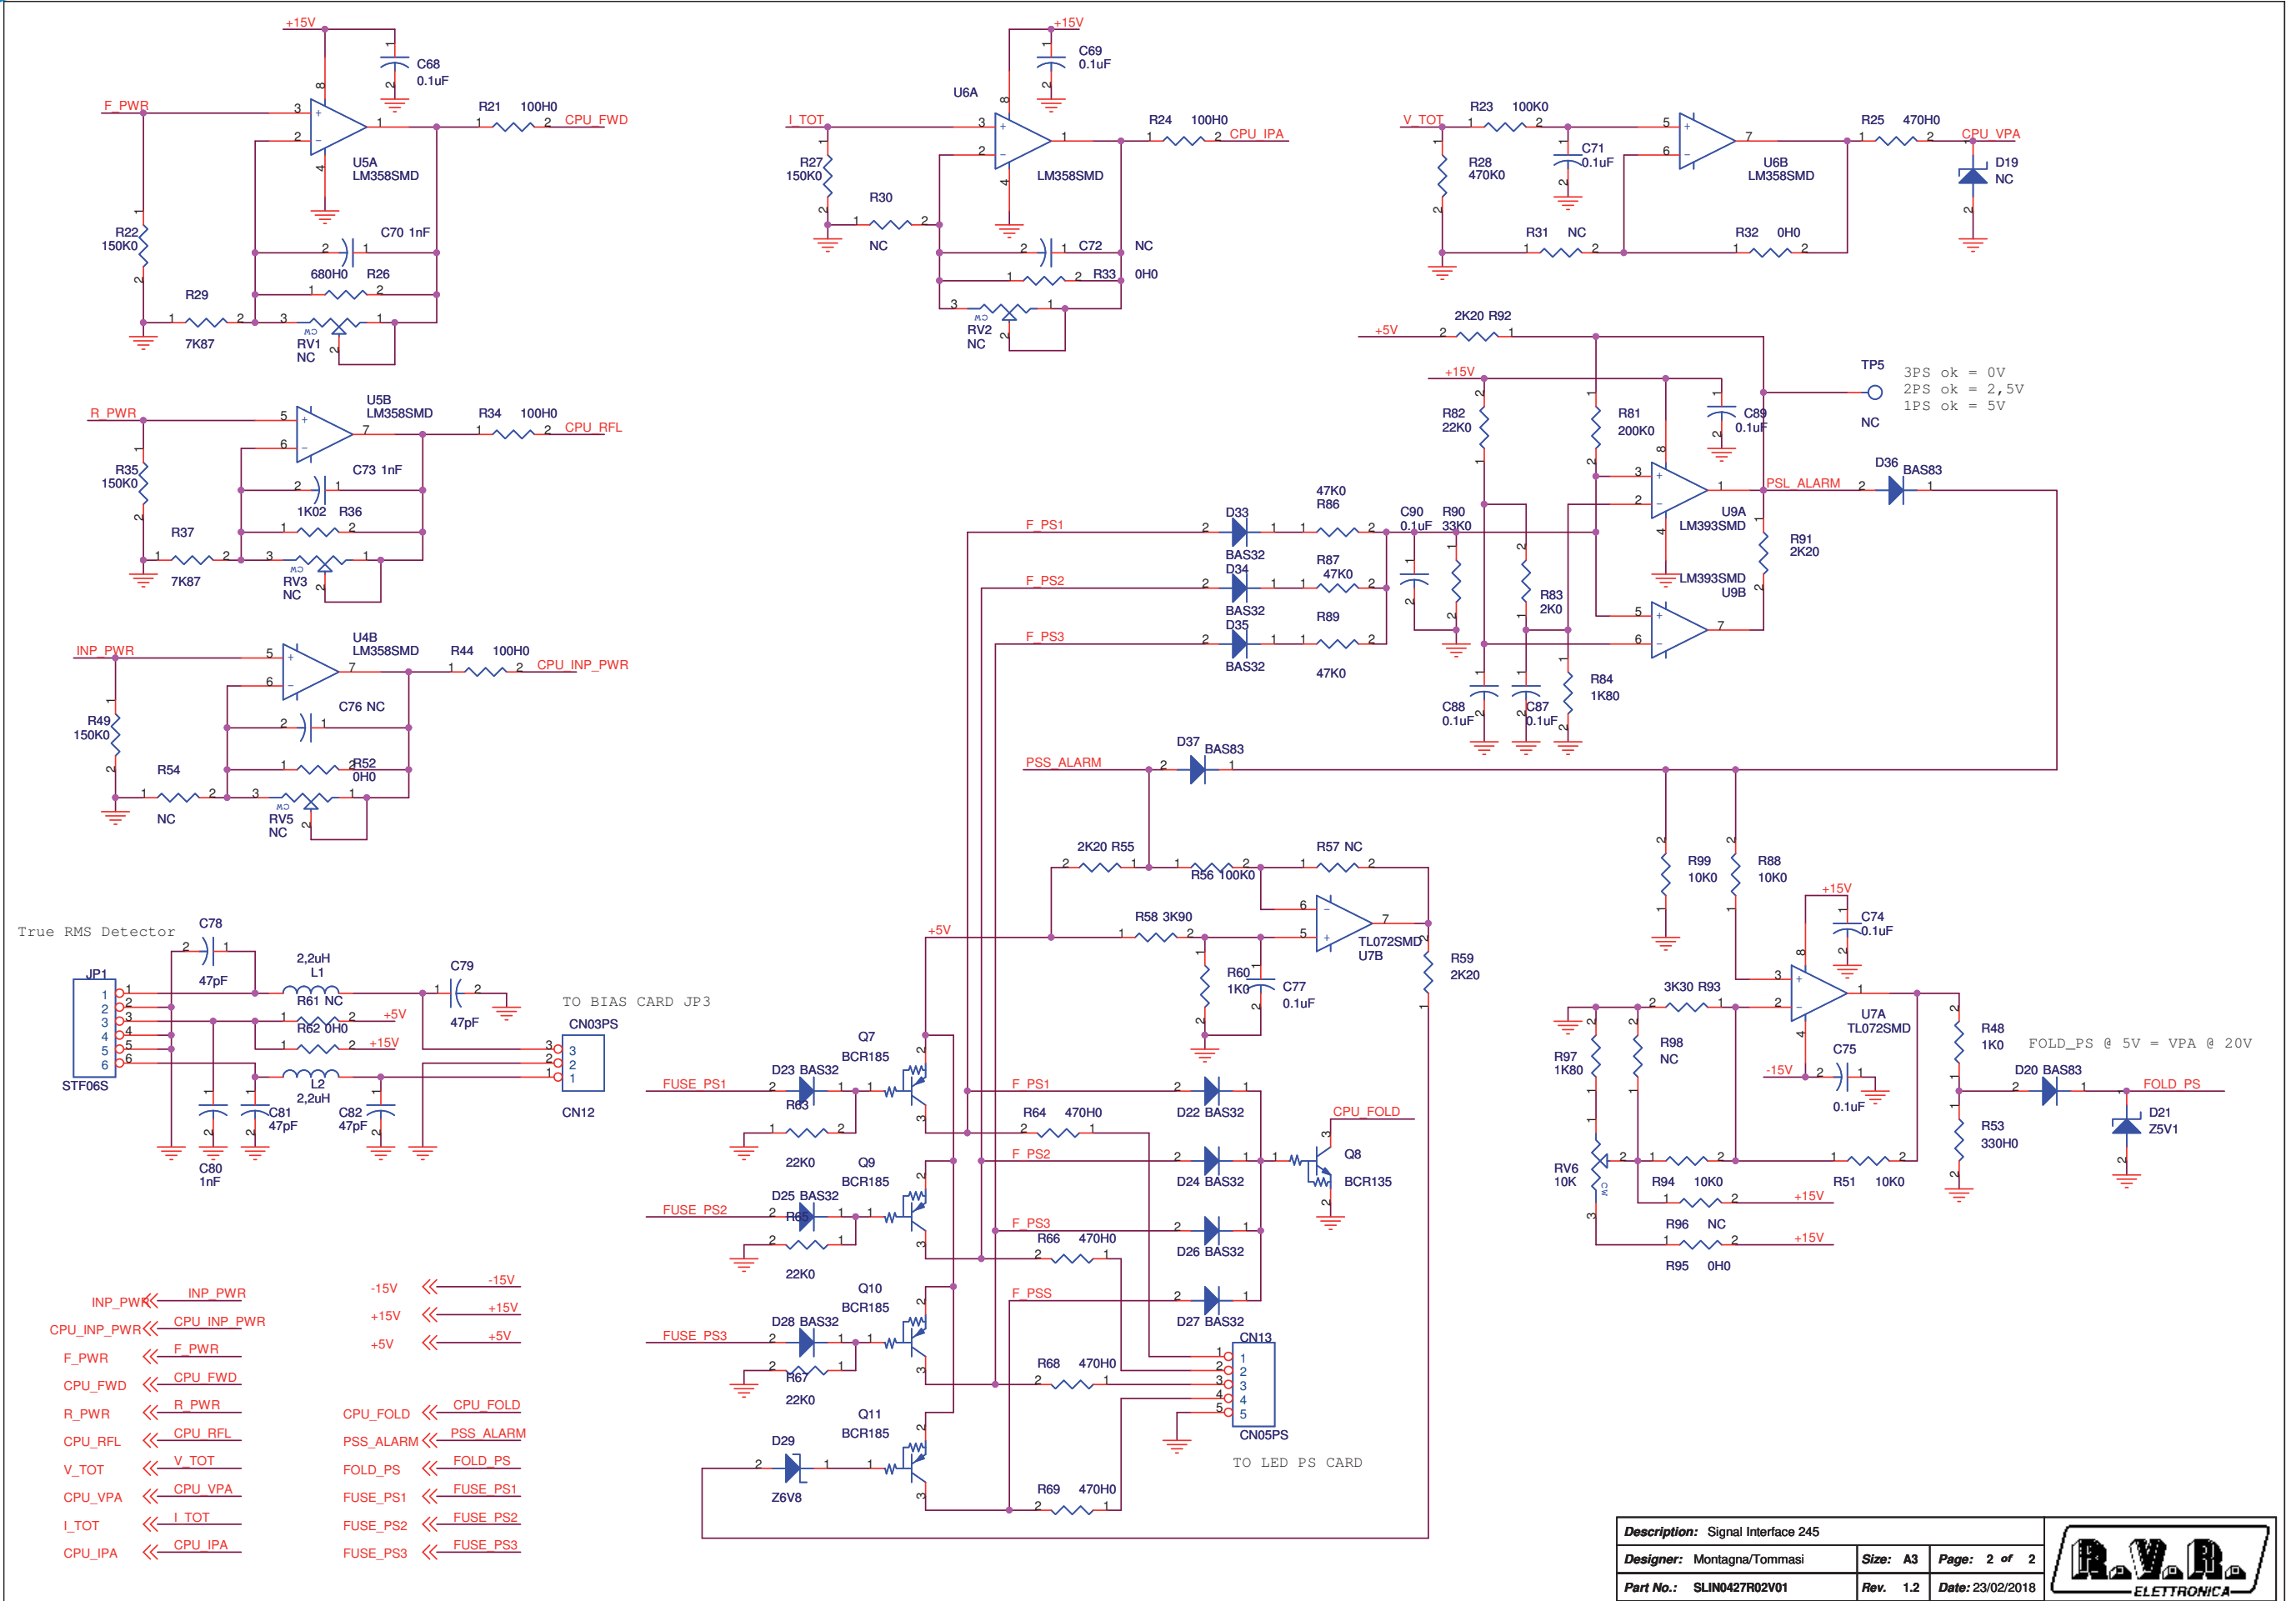 +15V
C68
0.1uF
F_PWR
U5A
LM358SMD
R21 100H0
CPU_FWD
R22
150K0
C70 1nF
680H0 R26
R29
7K87
RV1
NC
+15V
C69
0.1uF
U6A
I_TOT
R27
150K0
R30
NC
LM358SMD
R24 100H0
CPU_IPA
C72 NC
R33 0H0
RV2
NC
V_TOT
R23 100K0
R28
470K0
C71
0.1uF
U6B
LM358SMD
R25 470H0
CPU_VPA
D19
NC
R31 NC
R32 0H0
R_PWR
U5B
LM358SMD
R34 100H0
CPU_RFL
R35
150K0
C73 1nF
1K02 R36
R37
7K87
RV3
NC
INP_PWR
U4B
LM358SMD
R44 100H0
CPU_INP_PWR
R49
150K0
C76 NC
R52
0H0
R54
NC
RV5
NC
+5V
2K20 R92
+15V
R82
22K0
R81
200K0
C89
0.1uF
TP5
NC
3PS ok = 0V
2PS ok = 2,5V
1PS ok = 5V
PSL_ALARM
D36
BAS83
U9A
LM393SMD
R91
2K20
LM393SMD
U9B
F_PS1
D33
BAS32
47K0
R86
F_PS2
D34
BAS32
R87
47K0
F_PS3
D35
BAS32
R89
47K0
C90
0.1uF
R90
33K0
R83
2K0
R84
1K80
C88
0.1uF
C87
0.1uF
PSS_ALARM
D37
BAS83
2K20 R55
R56 100K0
R57 NC
+5V
R58 3K90
TL072SMD
U7B
R60
1K0
C77
0.1uF
R59
2K20
R99
10K0
R88
10K0
+15V
C74
0.1uF
U7A
TL072SMD
3K30 R93
R97
1K80
R98
NC
-15V
C75
0.1uF
R48
1K0
FOLD_PS @ 5V = VPA @ 20V
D20 BAS83
FOLD_PS
D21
Z5V1
R53
330H0
RV6
10K
R94 10K0
R51 10K0
+15V
R96 NC
+15V
R95 0H0
True RMS Detector
JP1
STF06S
1
2
3
4
5
6
C78
47pF
2,2uH
L1
R61 NC
+5V
R62 0H0
+15V
L2
2,2uH
C79
47pF
C80
1nF
C81
47pF
C82
47pF
TO BIAS CARD JP3
CN03PS
3
2
1
CN12
FUSE_PS1
D23 BAS32
R63
22K0
Q7
BCR185
F_PS1
R64 470H0
D22 BAS32
FUSE_PS2
D25 BAS32
R65
22K0
Q9
BCR185
F_PS2
D24 BAS32
F_PS3
R66 470H0
D26 BAS32
FUSE_PS3
D28 BAS32
R67
22K0
Q10
BCR185
F_PSS
D27 BAS32
R68 470H0
CPU_FOLD
Q8
BCR135
D29
Z6V8
Q11
BCR185
R69 470H0
CN13
1
2
3
4
5
CN05PS
TO LED PS CARD
INP_PWR INP_PWR
CPU_INP_PWR CPU_INP_PWR
F_PWR F_PWR
CPU_FWD CPU_FWD
R_PWR R_PWR
CPU_RFL CPU_RFL
V_TOT V_TOT
CPU_VPA CPU_VPA
I_TOT I_TOT
CPU_IPA CPU_IPA
-15V -15V
+15V +15V
+5V +5V
CPU_FOLD CPU_FOLD
PSS_ALARM PSS_ALARM
FOLD_PS FOLD_PS
FUSE_PS1 FUSE_PS1
FUSE_PS2 FUSE_PS2
FUSE_PS3 FUSE_PS3
Description: Signal Interface 245
Designer: Montagna/Tommasi
Size: A3 Page: 2 of 2
Part No.: SLIN0427R02V01
Rev. 1.2 Date: 23/02/2018
R.V.R.
ELETTRONICA